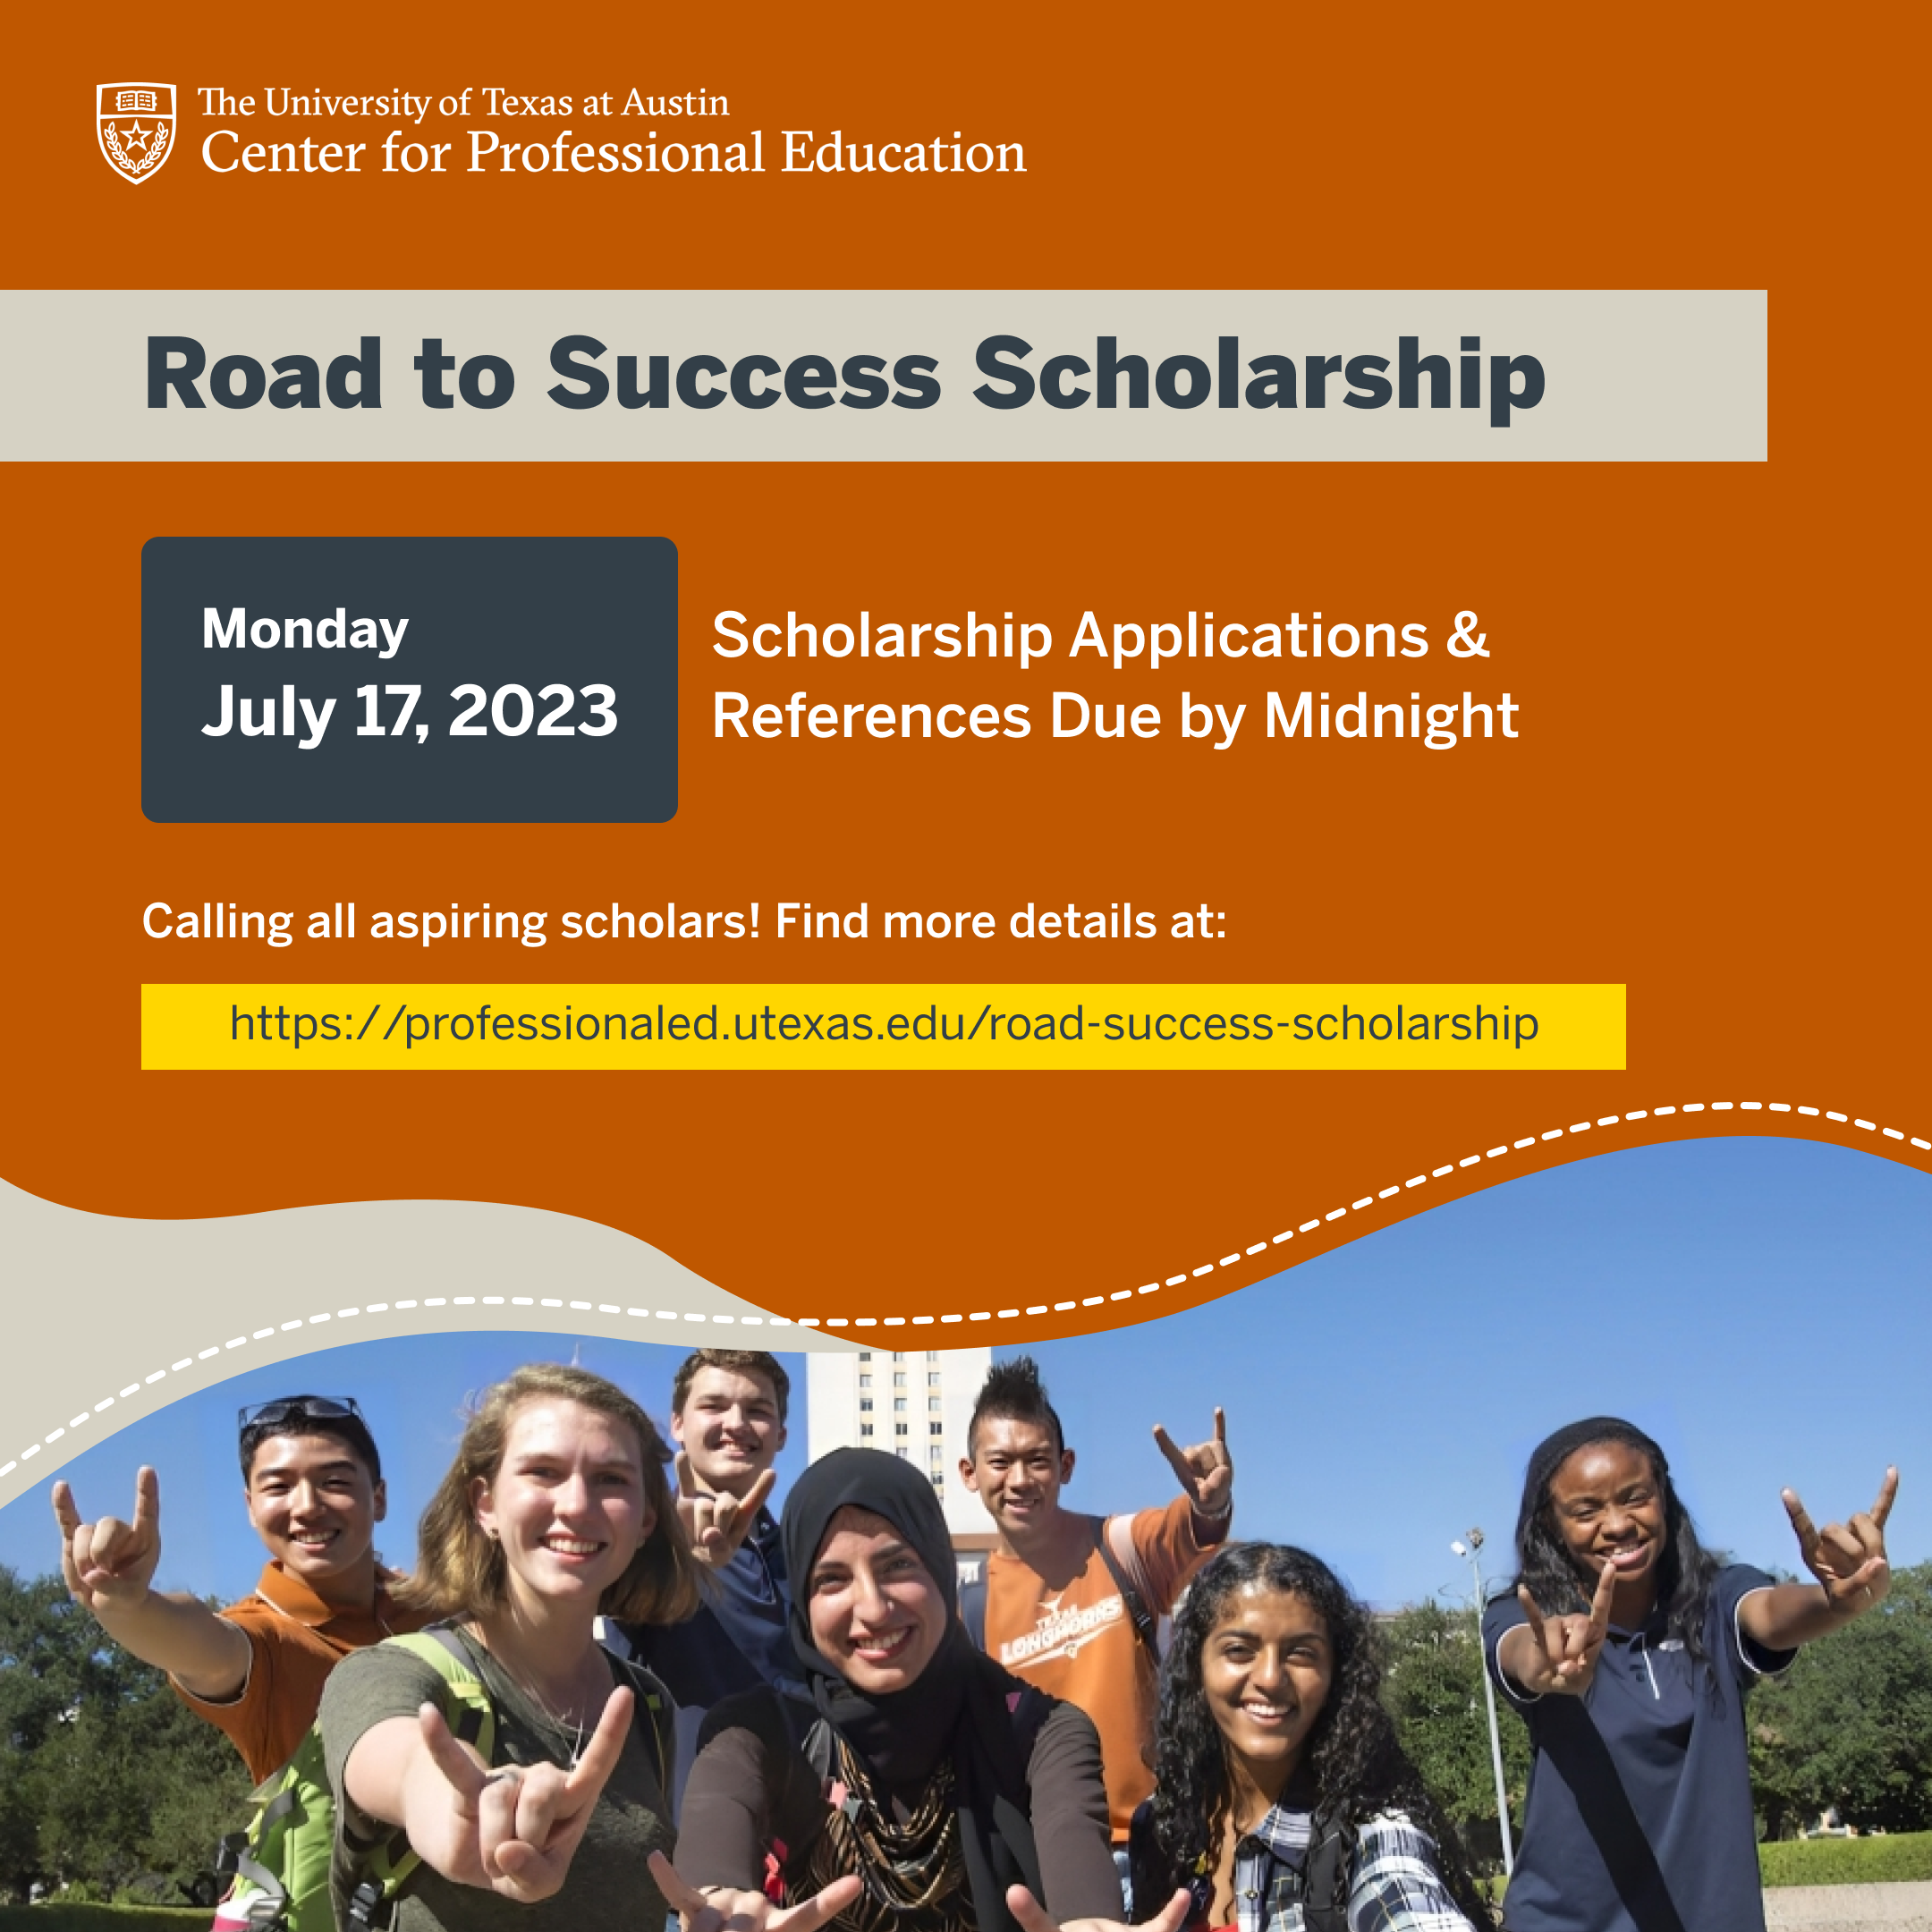 The University of Texas at Austin
Center for Professional Education
Road to Success Scholarship
Monday
July 17, 2023
Scholarship Applications &
References Due by Midnight
Calling all aspiring scholars! Find more details at:
https://professionaled.utexas.edu/road-success-scholarship
TEXAS
LONGHORNS